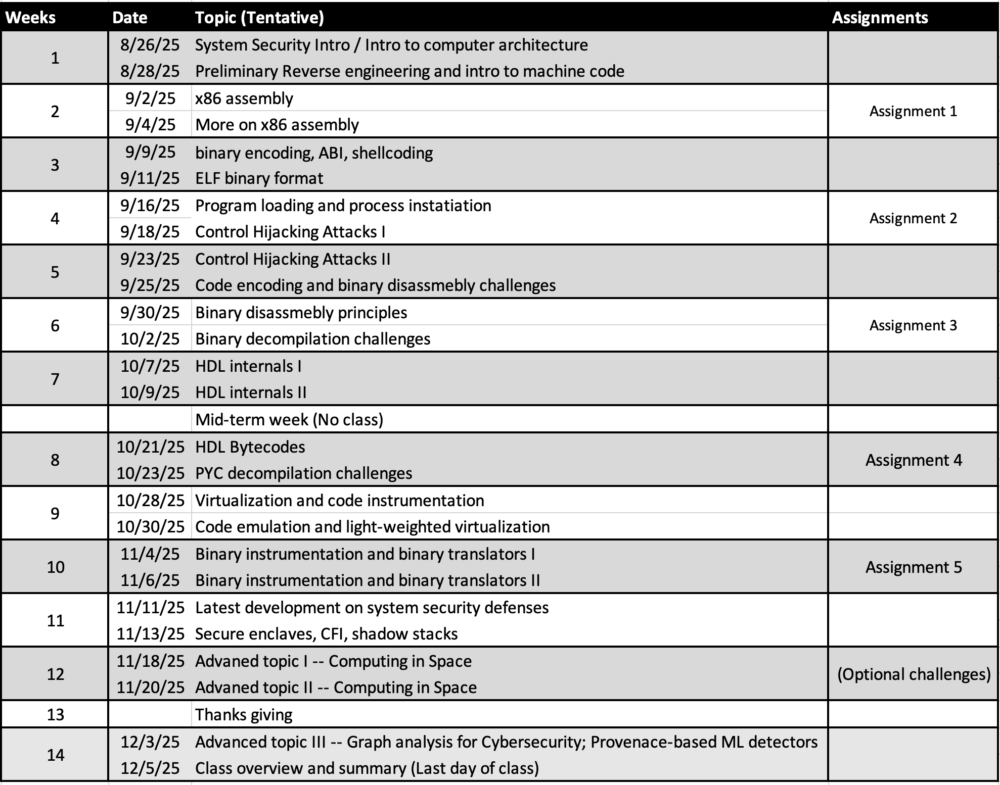 Weeks Date Topic (Tentative) Assignments
1
8/26/25 System Security Intro / Intro to computer architecture
8/28/25 Preliminary Reverse engineering and intro to machine code
2
9/2/25 x86 assembly
Assignment 1
9/4/25 More on x86 assembly
3
9/9/25 binary encoding, ABI, shellcoding
9/11/25 ELF binary format
4
9/16/25 Program loading and process instatiation
Assignment 2
9/18/25 Control Hijacking Attacks I
5
9/23/25 Control Hijacking Attacks II
9/25/25 Code encoding and binary disassmebly challenges
6
9/30/25 Binary disassmebly principles
Assignment 3
10/2/25 Binary decompilation challenges
7
10/7/25 HDL internals I
10/9/25 HDL internals II
Mid-term week (No class)
8
10/21/25 HDL Bytecodes
Assignment 4
10/23/25 PYC decompilation challenges
9
10/28/25 Virtualization and code instrumentation
10/30/25 Code emulation and light-weighted virtualization
10
11/4/25 Binary instrumentation and binary translators I
Assignment 5
11/6/25 Binary instrumentation and binary translators II
11
11/11/25 Latest development on system security defenses
11/13/25 Secure enclaves, CFI, shadow stacks
12
11/18/25 Advaned topic I -- Computing in Space
(Optional challenges)
11/20/25 Advaned topic II -- Computing in Space
13 Thanks giving
14
12/3/25 Advanced topic III -- Graph analysis for Cybersecurity; Provenace-based ML detectors
12/5/25 Class overview and summary (Last day of class)